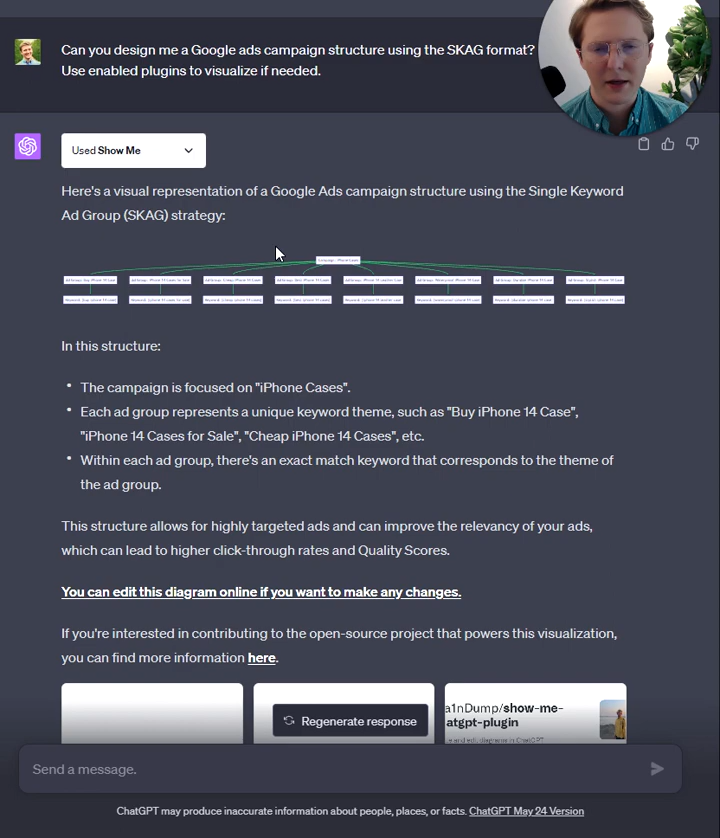 Can you design me a Google ads campaign structure using the SKAG format?
Use enabled plugins to visualize if needed.
Used Show Me
Here's a visual representation of a Google Ads campaign structure using the Single Keyword
Ad Group (SKAG) strategy:
In this structure:
• The campaign is focused on "iPhone Cases".
• Each ad group represents a unique keyword theme, such as "Buy iPhone 14 Case",
"iPhone 14 Cases for Sale", "Cheap iPhone 14 Cases", etc.
• Within each ad group, there's an exact match keyword that corresponds to the theme of
the ad group.
This structure allows for highly targeted ads and can improve the relevancy of your ads,
which can lead to higher click-through rates and Quality Scores.
You can edit this diagram online if you want to make any changes.
If you're interested in contributing to the open-source project that powers this visualization,
you can find more information here.
a1nDump/show-me-
atgpt-plugin
Regenerate response
Send a message.
ChatGPT may produce inaccurate information about people, places, or facts. ChatGPT May 24 Version